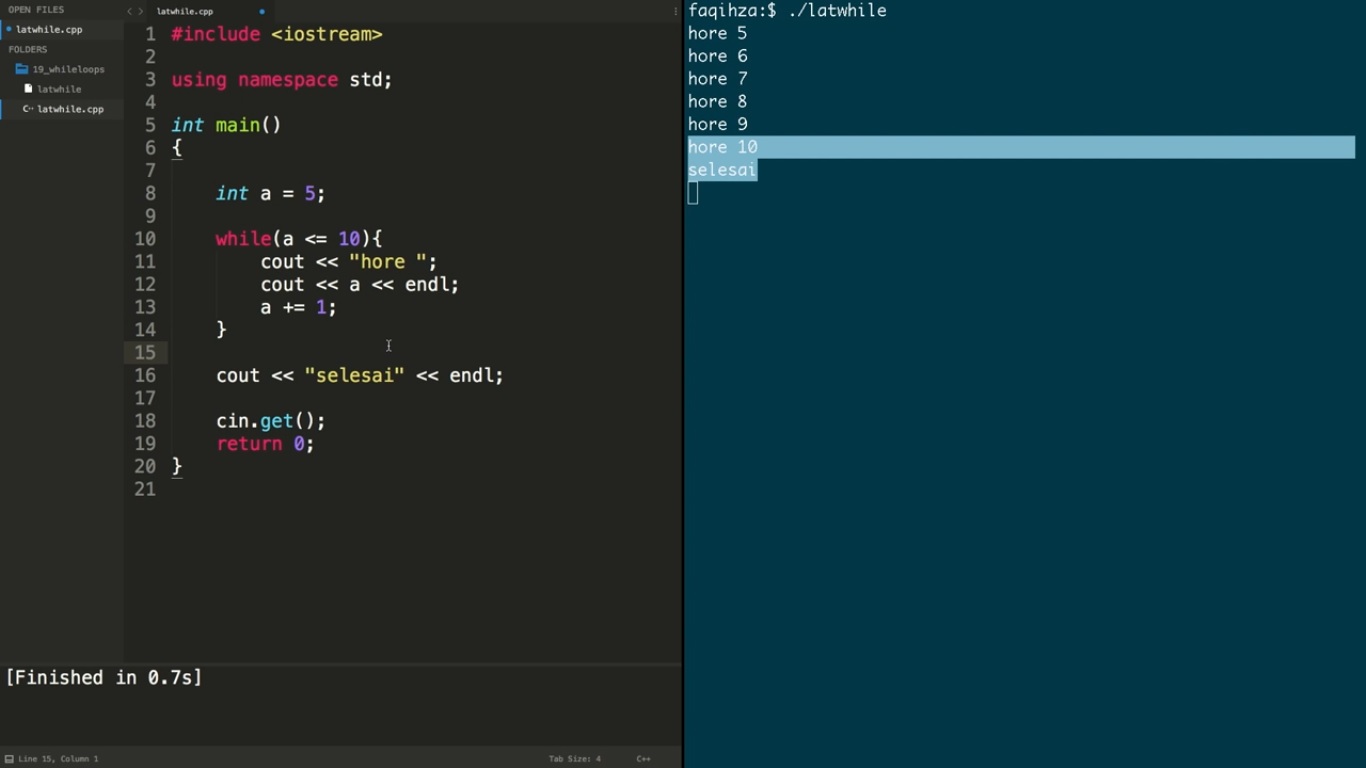 OPEN FILES
latwhile.cpp
FOLDERS
19_whileloops
latwhile
C++ latwhile.cpp
latwhile.cpp
1 #include <iostream>
2
3 using namespace std;
4
5 int main()
6 {
7
8 int a = 5;
9
10 while(a <= 10){
11 cout << "hore ";
12 cout << a << endl;
13 a += 1;
14 }
15
16 cout << "selesai" << endl;
17
18 cin.get();
19 return 0;
20 }
21
[Finished in 0.7s]
Line 15, Column 1
Tab Size: 4
C++
faqihza:$ ./latwhile
hore 5
hore 6
hore 7
hore 8
hore 9
hore 10
selesai